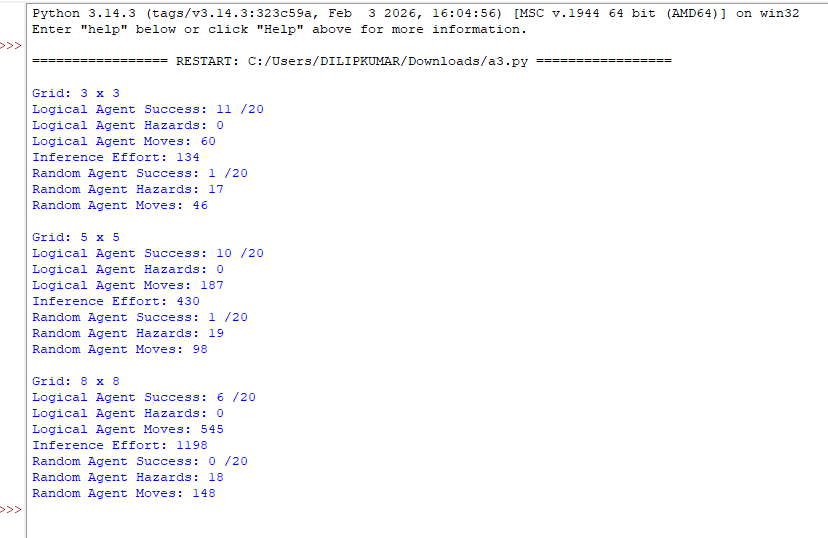 Python 3.14.3 (tags/v3.14.3:323c59a, Feb  3 2026, 16:04:56) [MSC v.1944 64 bit (AMD64)] on win32
Enter "help" below or click "Help" above for more information.
>>>
================= RESTART: C:/Users/DILIPKUMAR/Downloads/a3.py =================
Grid: 3 x 3
Logical Agent Success: 11 /20
Logical Agent Hazards: 0
Logical Agent Moves: 60
Inference Effort: 134
Random Agent Success: 1 /20
Random Agent Hazards: 17
Random Agent Moves: 46
Grid: 5 x 5
Logical Agent Success: 10 /20
Logical Agent Hazards: 0
Logical Agent Moves: 187
Inference Effort: 430
Random Agent Success: 1 /20
Random Agent Hazards: 19
Random Agent Moves: 98
Grid: 8 x 8
Logical Agent Success: 6 /20
Logical Agent Hazards: 0
Logical Agent Moves: 545
Inference Effort: 1198
Random Agent Success: 0 /20
Random Agent Hazards: 18
Random Agent Moves: 148
>>>